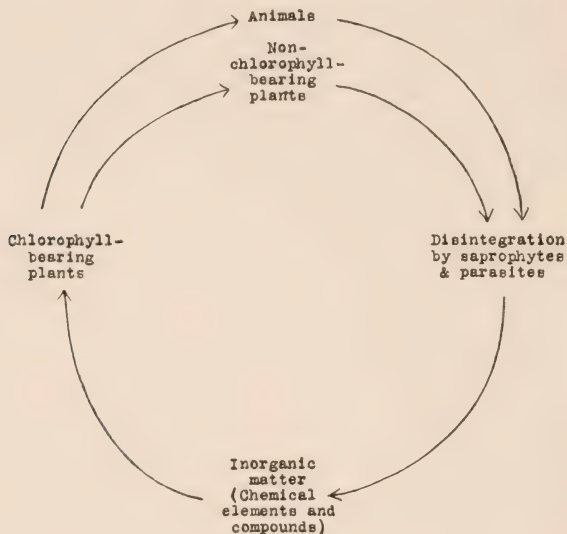 Animals
Non-
chlorophyll-
bearing
plants
Chlorophyll-
bearing
plants
Disintegration
by saprophytes
& parasites
Inorganic
matter
(Chemical
elements and
compounds)